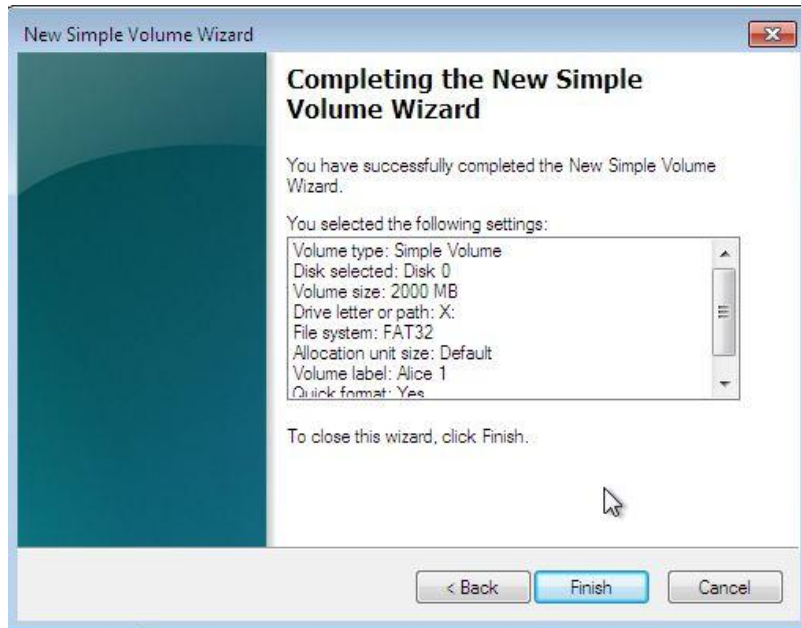 New Simple Volume Wizard
Completing the New Simple
Volume Wizard
You have successfully completed the New Simple Volume
Wizard.
You selected the following settings:
Volume type: Simple Volume
Disk selected: Disk 0
Volume size: 2000 MB
Drive letter or path: X:
File system: FAT32
Allocation unit size: Default
Volume label: Alice 1
Quick format: Yes
To close this wizard, click Finish.
< Back Finish Cancel